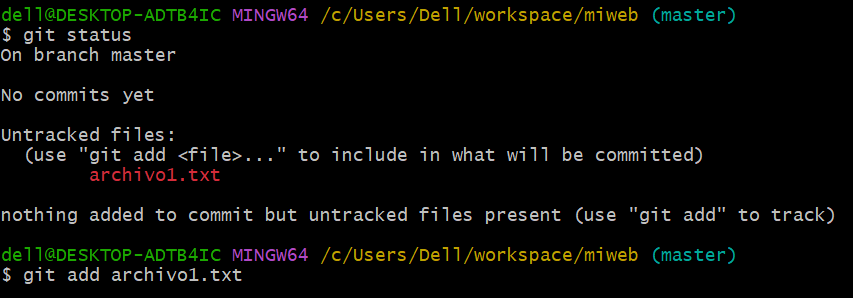 dell@DESKTOP-ADTB4IC MINGW64 /c/Users/Dell/workspace/miweb (master)
$ git status
On branch master
No commits yet
Untracked files:
  (use "git add <file>..." to include in what will be committed)
        archivo1.txt
nothing added to commit but untracked files present (use "git add" to track)
dell@DESKTOP-ADTB4IC MINGW64 /c/Users/Dell/workspace/miweb (master)
$ git add archivo1.txt